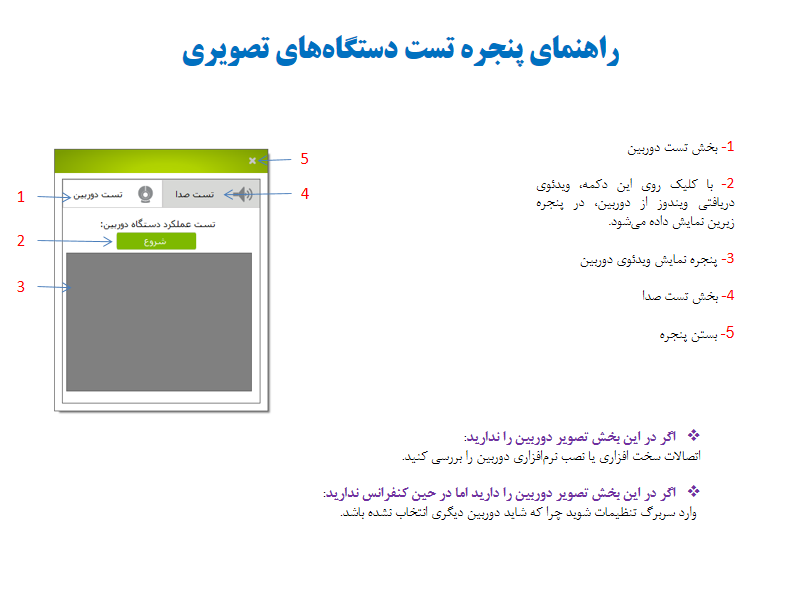 راهنمای پنجره تست دستگاه‌های تصویری
1- بخش تست دوربین
2- با کلیک روی این دکمه، ویدئوی
دریافتی ویندوز از دوربین، در پنجره
زیرین نمایش داده می‌شود.
3- پنجره نمایش ویدئوی دوربین
4- بخش تست صدا
5- بستن پنجره
5
4
1
2
3
تست صدا
تست دوربین
تست عملکرد دستگاه دوربین:
شروع
❖ اگر در این بخش تصویر دوربین را ندارید:
اتصالات سخت افزاری یا نصب نرم‌افزاری دوربین را بررسی کنید.
❖ اگر در این بخش تصویر دوربین را دارید اما در حین کنفرانس ندارید:
وارد سربرگ تنظیمات شوید چرا که شاید دوربین دیگری انتخاب نشده باشد.